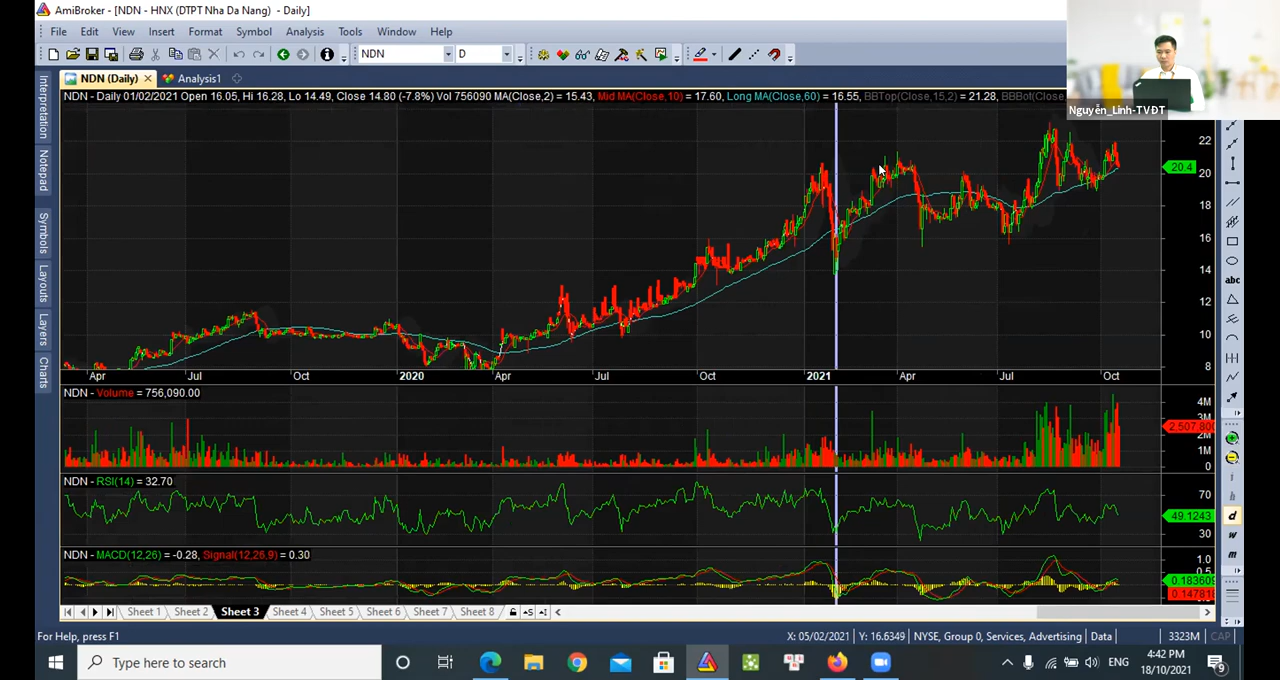 AmiBroker - [NDN - HNX (DTPT Nha Da Nang) - Daily]
File Edit View Insert Format Symbol Analysis Tools Window Help
NDN D
Nguyễn_Linh-TVĐT
NDN (Daily) Analysis1
NDN - Daily 01/02/2021 Open 16.05, Hi 16.28, Lo 14.49, Close 14.80 (-7.8%) Vol 756090 MA(Close,2) = 15.43, Mid MA(Close,10) = 17.60, Long MA(Close,60) = 16.55, BBTop(Close,15,2) = 21.28, BBBot(Close
Interpretation
Notepad
Symbols
Layouts
Layers
Charts
22
20.4
20
18
16
14
12
10
8
Apr Jul Oct 2020 Apr Jul Oct 2021 Apr Jul Oct
NDN - Volume = 756,090.00
4M
3M
2,507,800
2M
1M
0
NDN - RSI(14) = 32.70
70
49.1243
30
NDN - MACD(12,26) = -0.28, Signal(12,26,9) = 0.30
1.0
0.5
0.183609
0.147818
abc
d
w
m
Sheet 1 Sheet 2 Sheet 3 Sheet 4 Sheet 5 Sheet 6 Sheet 7 Sheet 8
For Help, press F1
X: 05/02/2021 Y: 16.6349 NYSE, Group 0, Services, Advertising Data 3323M CAP
Type here to search
ENG
4:42 PM
18/10/2021
9